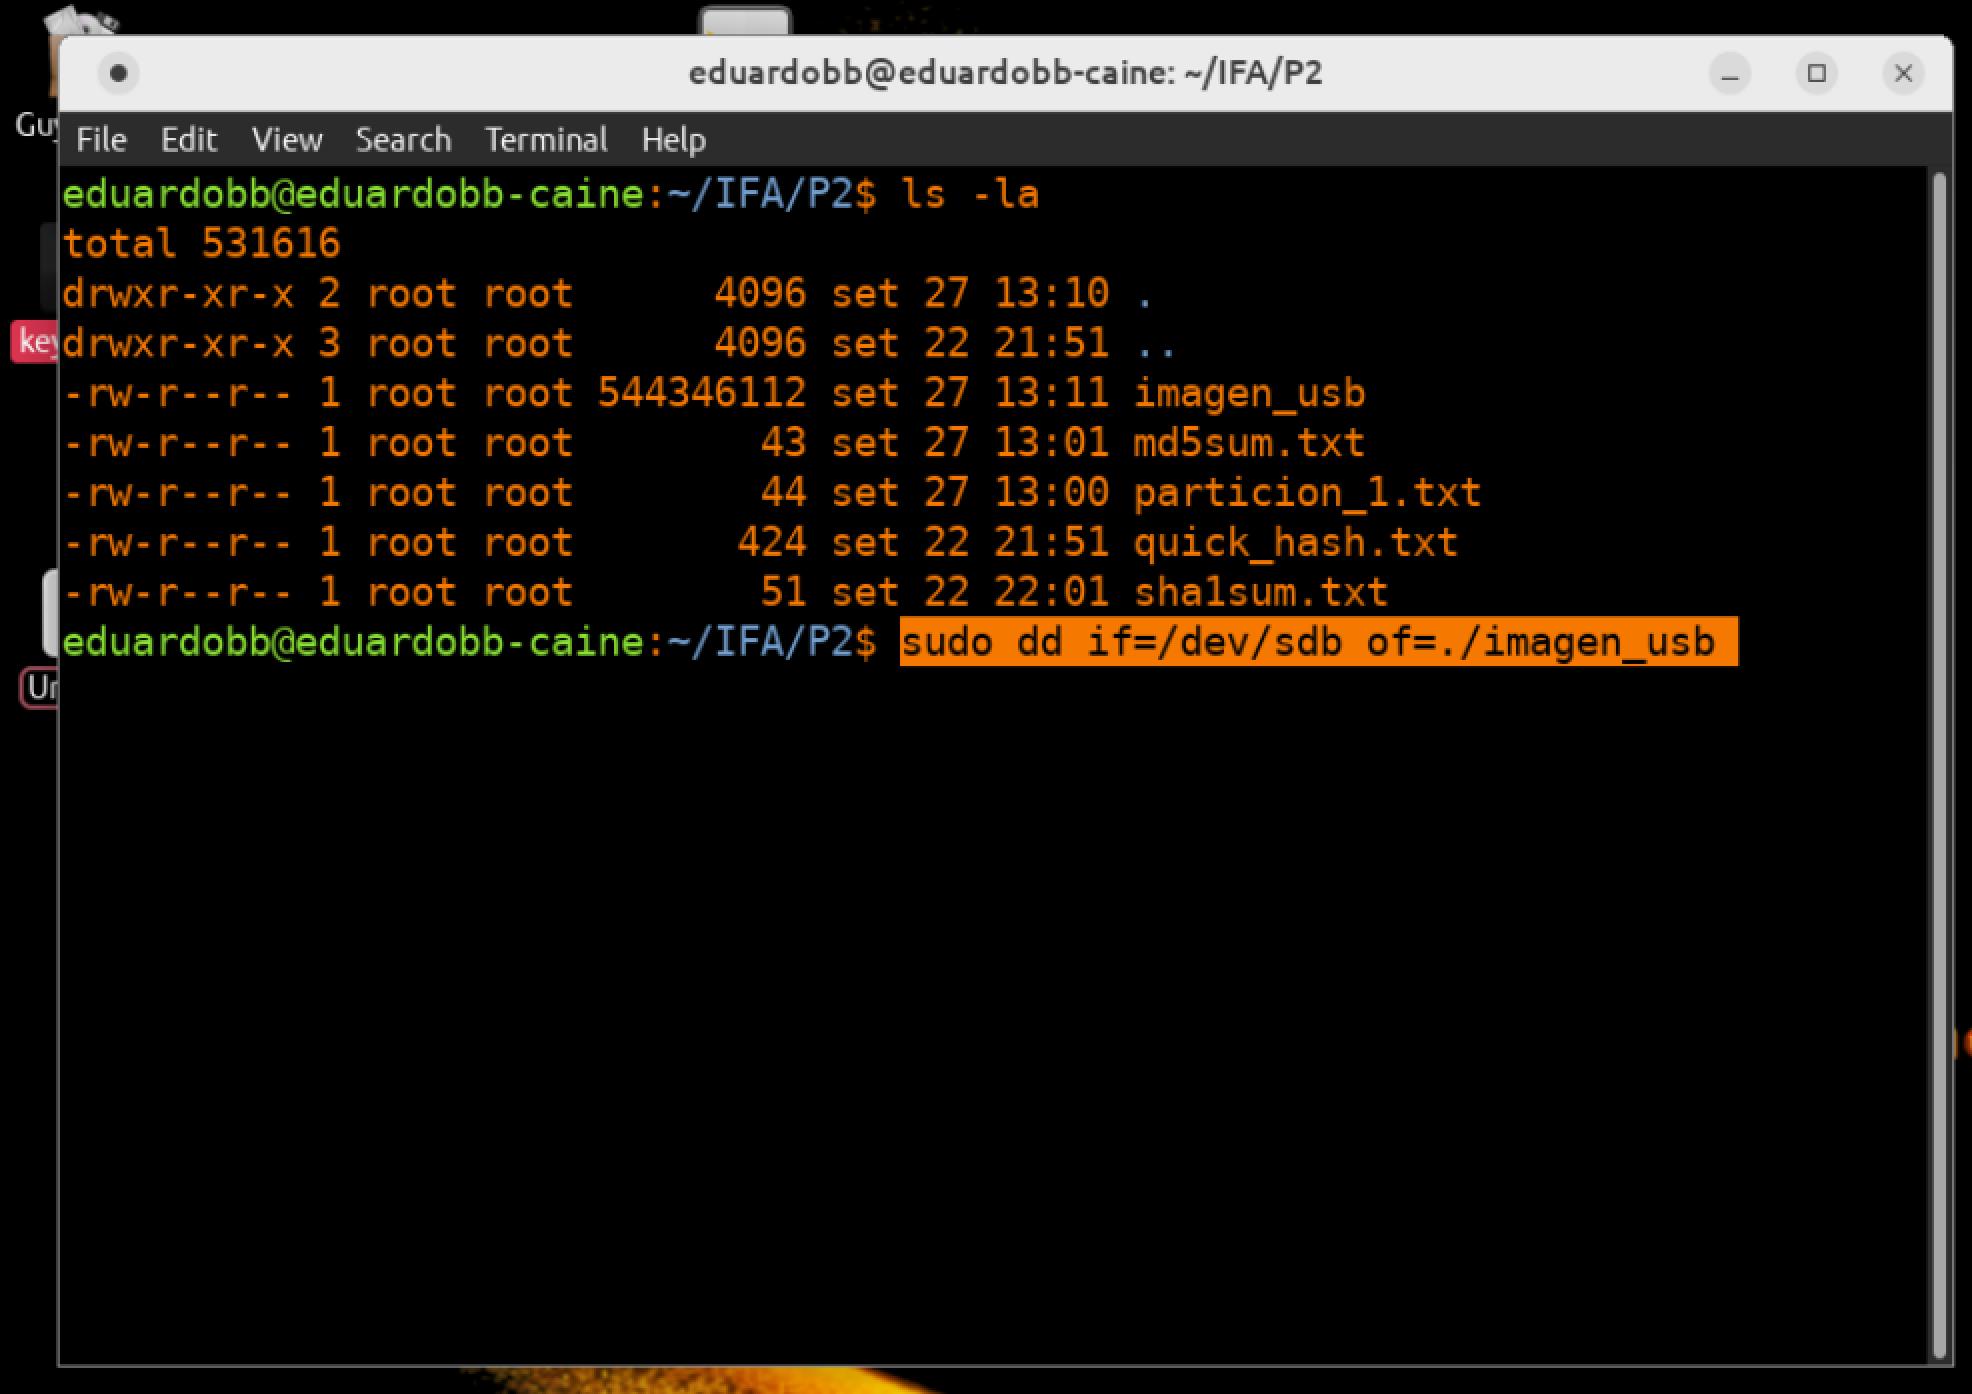 eduardobb@eduardobb-caine: ~/IFA/P2
File Edit View Search Terminal Help
eduardobb@eduardobb-caine:~/IFA/P2$ ls -la
total 531616
drwxr-xr-x 2 root root      4096 set 27 13:10 .
drwxr-xr-x 3 root root      4096 set 22 21:51 ..
-rw-r--r-- 1 root root 544346112 set 27 13:11 imagen_usb
-rw-r--r-- 1 root root        43 set 27 13:01 md5sum.txt
-rw-r--r-- 1 root root        44 set 27 13:00 particion_1.txt
-rw-r--r-- 1 root root       424 set 22 21:51 quick_hash.txt
-rw-r--r-- 1 root root        51 set 22 22:01 sha1sum.txt
eduardobb@eduardobb-caine:~/IFA/P2$ sudo dd if=/dev/sdb of=./imagen_usb